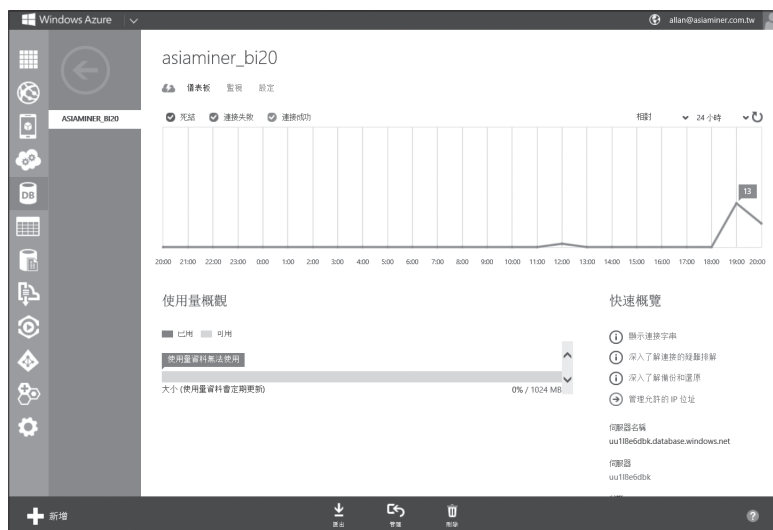 Windows Azure
allan@asiaminer.com.tw
ASIAMINER_BI20
asiaminer_bi20
儀表板 監視 設定
死結 連接失敗 連接成功
相對 24 小時
13
20:00 21:00 22:00 23:00 0:00 1:00 2:00 3:00 4:00 5:00 6:00 7:00 8:00 9:00 10:00 11:00 12:00 13:00 14:00 15:00 16:00 17:00 18:00 19:00 20:00
使用量概觀
已用 可用
使用量資料無法使用
大小 (使用量資料會定期更新)
0% / 1024 MB
快速概覽
顯示連接字串
深入了解連接的疑難排解
深入了解備份和還原
管理允許的 IP 位址
伺服器名稱
uu1l8e6dbk.database.windows.net
伺服器
uu1l8e6dbk
DB
新增
匯出
管理
刪除
?